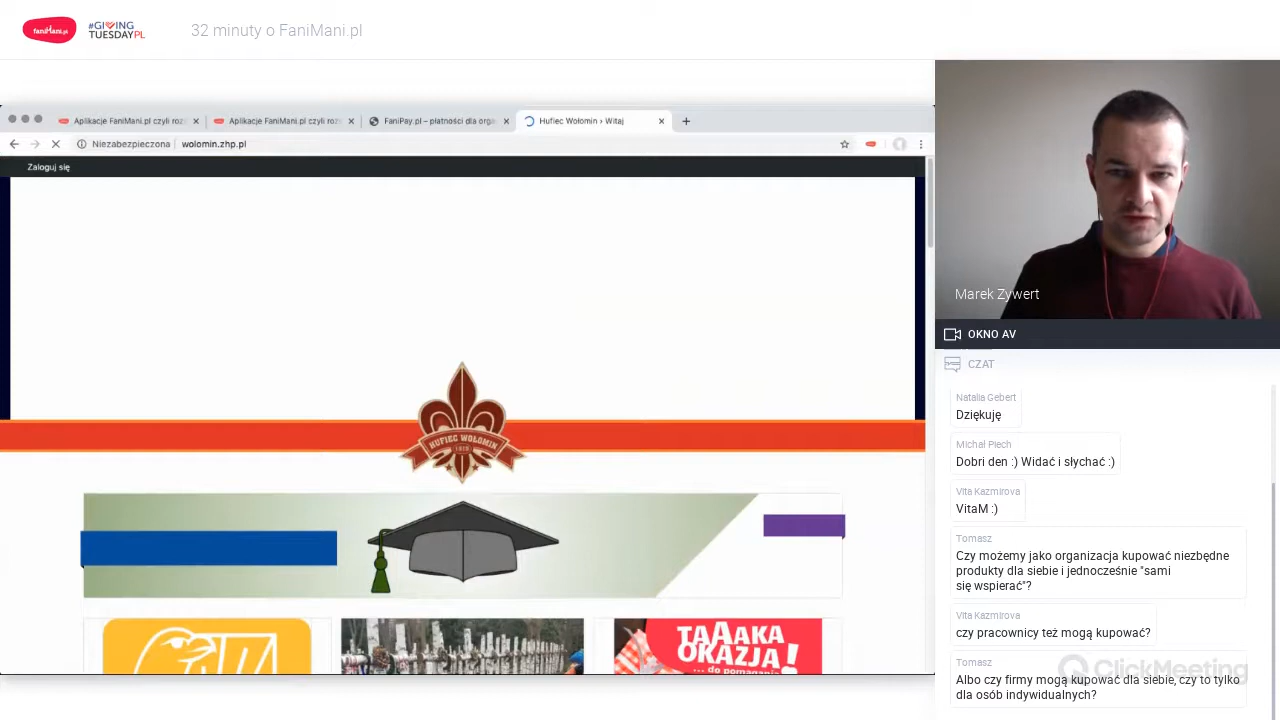 faniMani.pl
#GIVING
TUESDAYPL
32 minuty o FaniMani.pl
Aplikacje FaniMani.pl czyli roz
Aplikacje FaniMani.pl czyli roz
FaniPay.pl – płatności dla orga
Hufiec Wołomin › Witaj
Niezabezpieczona
wolomin.zhp.pl
Zaloguj się
HUFIEC WOŁOMIN
TAAAKA
OKAZJA!
... do pomagania
Marek Zywert
OKNO AV
CZAT
Natalia Gebert
Dziękuję
Michał Piech
Dobri den :) Widać i słychać :)
Vita Kazmirova
VitaM :)
Tomasz
Czy możemy jako organizacja kupować niezbędne
produkty dla siebie i jednocześnie "sami
się wspierać"?
Vita Kazmirova
czy pracownicy też mogą kupować?
Tomasz
Albo czy firmy mogą kupować dla siebie, czy to tylko
dla osób indywidualnych?
ClickMeeting